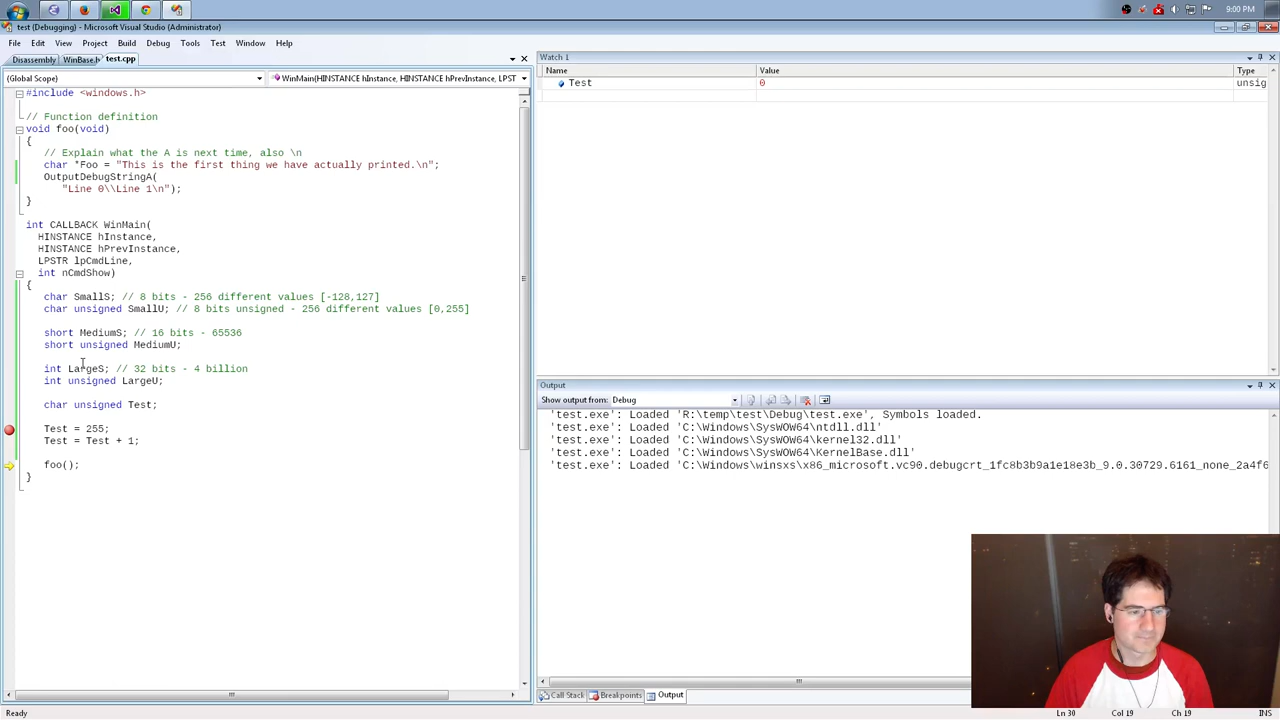 9:00 PM
test (Debugging) - Microsoft Visual Studio (Administrator)
File Edit View Project Build Debug Tools Test Window Help
Disassembly WinBase.h test.cpp
(Global Scope) WinMain(HINSTANCE hInstance, HINSTANCE hPrevInstance, LPST
#include <windows.h>
// Function definition
void foo(void)
{
// Explain what the A is next time, also \n
char *Foo = "This is the first thing we have actually printed.\n";
OutputDebugStringA(
"Line 0\\Line 1\n");
}
int CALLBACK WinMain(
HINSTANCE hInstance,
HINSTANCE hPrevInstance,
LPSTR lpCmdLine,
int nCmdShow)
{
char SmallS; // 8 bits - 256 different values [-128,127]
char unsigned SmallU; // 8 bits unsigned - 256 different values [0,255]
short MediumS; // 16 bits - 65536
short unsigned MediumU;
int LargeS; // 32 bits - 4 billion
int unsigned LargeU;
char unsigned Test;
Test = 255;
Test = Test + 1;
foo();
}
Watch 1
Name Value Type
Test 0 unsig
Output
Show output from: Debug
'test.exe': Loaded 'R:\temp\test\Debug\test.exe', Symbols loaded.
'test.exe': Loaded 'C:\Windows\SysWOW64\ntdll.dll'
'test.exe': Loaded 'C:\Windows\SysWOW64\kernel32.dll'
'test.exe': Loaded 'C:\Windows\SysWOW64\KernelBase.dll'
'test.exe': Loaded 'C:\Windows\winsxs\x86_microsoft.vc90.debugcrt_1fc8b3b9a1e18e3b_9.0.30729.6161_none_2a4f6
Call Stack Breakpoints Output
Ready Ln 30 Col 19 Ch 19 INS